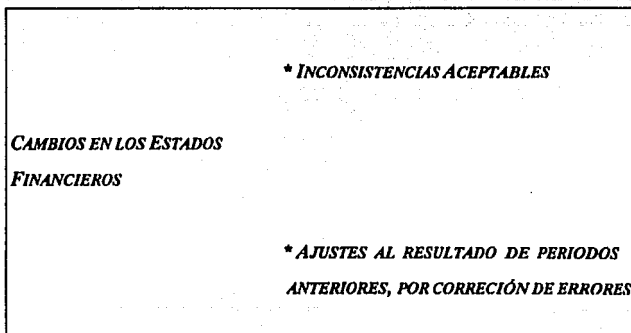 * INCONSISTENCIAS ACEPTABLES
CAMBIOS EN LOS ESTADOS
FINANCIEROS
* AJUSTES AL RESULTADO DE PERIODOS
ANTERIORES, POR CORRECIÓN DE ERRORES